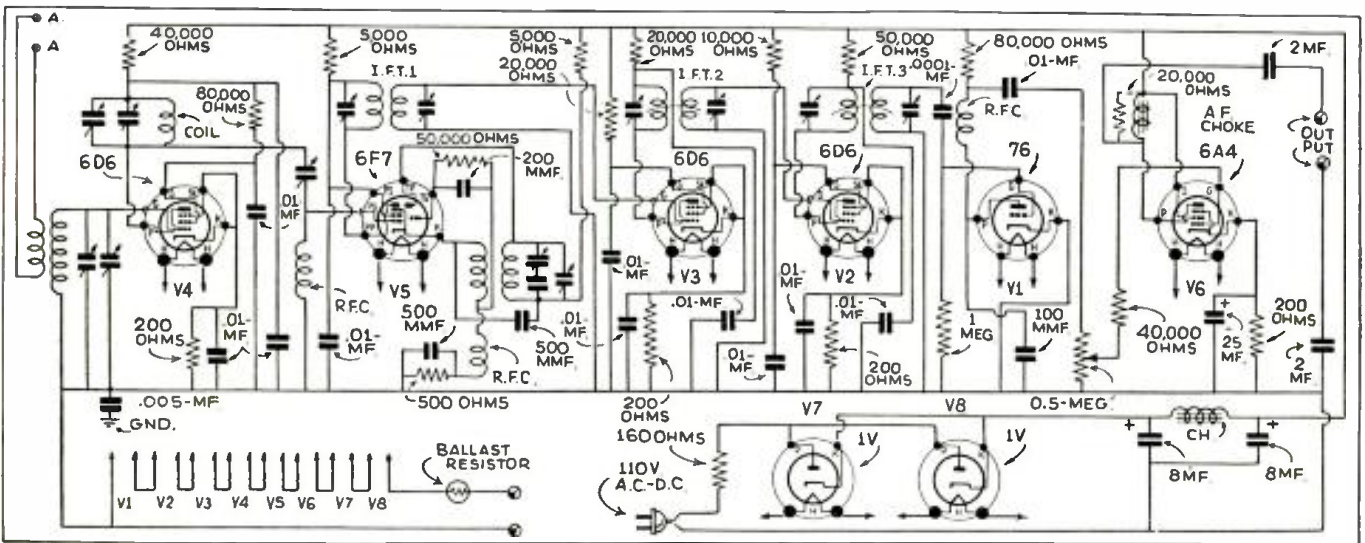 A.
A
40,000 OHMS
5,000 OHMS
5,000 OHMS
20,000 OHMS
20,000 OHMS
10,000 OHMS
50,000 OHMS
80,000 OHMS
.01-MF.
2 MF.
I.F.T.1
I.F.T.2
I.F.T.3
.0001-MF.
R.F.C
20,000 OHMS
A.F. CHOKE
80,000 OHMS
COIL
50,000 OHMS
200 MMF.
OUT PUT
6D6
6F7
6D6
6D6
76
6A4
.01 MF
.01-MF
.01-MF
.01-MF
.01-MF
V4
V5
V3
V2
V1
V6
R.F.C.
200 OHMS
.01-MF
.01-MF
500 MMF
500 MMF.
.01-MF
R.F.C.
500 OHMS
200 OHMS
.01-MF
200 OHMS
1 MEG
100 MMF
40,000 OHMS
25 MF.
200 OHMS
2 MF.
.005-MF.
GND.
0.5-MEG.
160 OHMS
V7
V8
1V
1V
CH
+
+
+
8MF.
8MF.
110V A.C.-D.C.
BALLAST RESISTOR
V1 V2 V3 V4 V5 V6 V7 V8